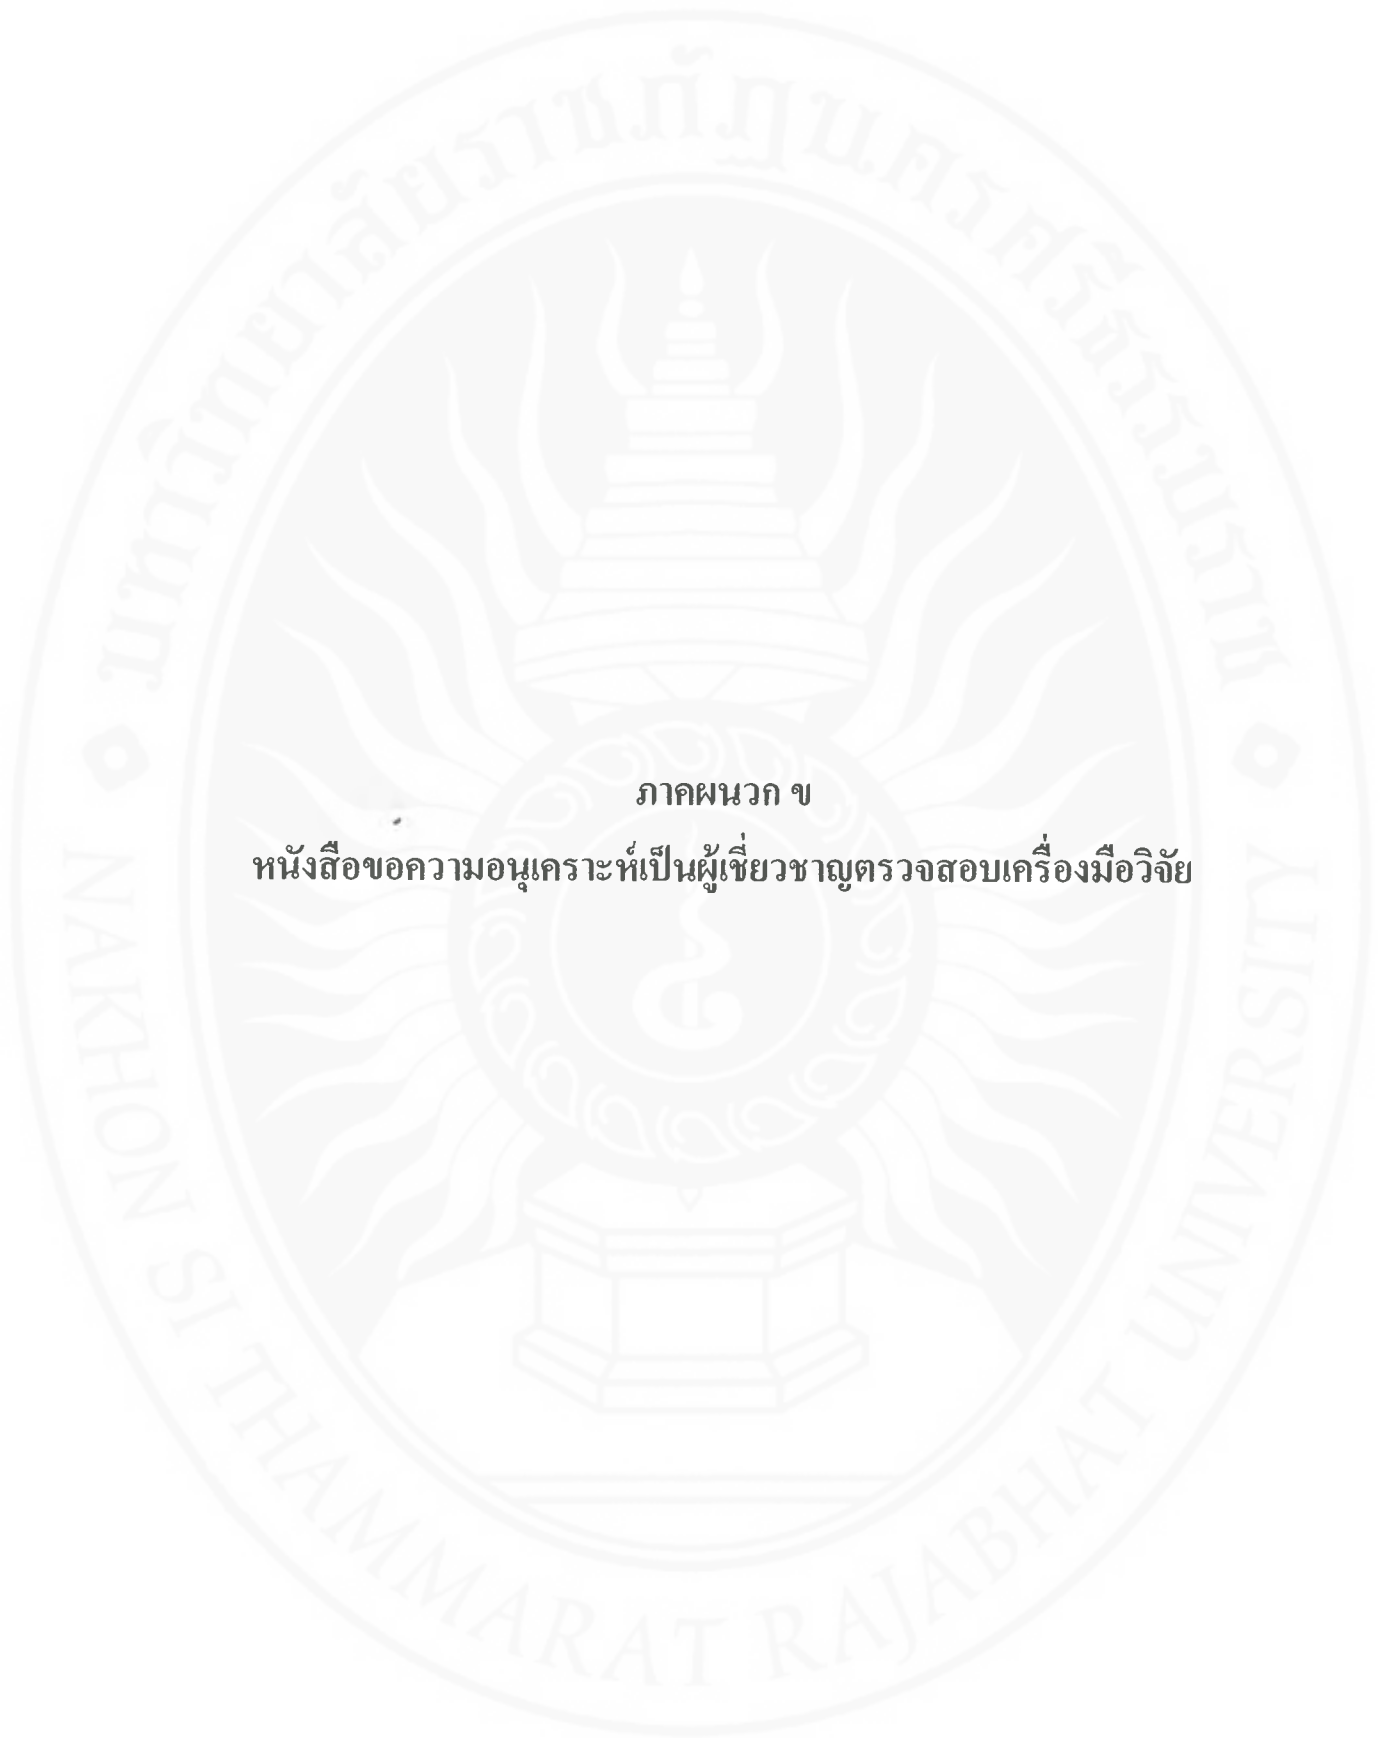 มหาวิทยาลัยราชภัฏนครศรีธรรมราช
ภาคผนวก ข
หนังสือขอความอนุเคราะห์เป็นผู้เชี่ยวชาญตรวจสอบเครื่องมือวิจัย
NAKHON SI THAMMARAT RAJABHAT UNIVERSITY